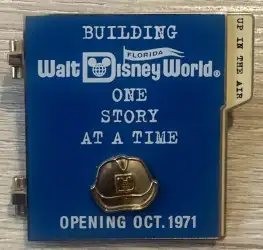 BUILDING
FLORIDA
Walt Disney World®
ONE
STORY
AT A TIME
OPENING OCT. 1971
UP IN THE AIR